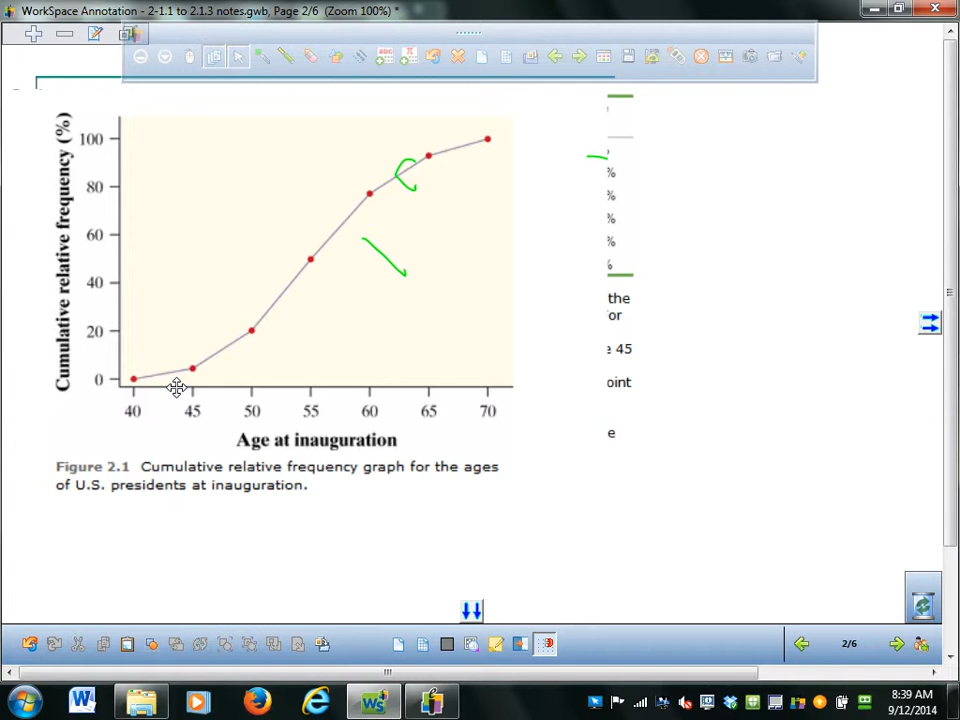 WorkSpace Annotation - 2-1.1 to 2.1.3 notes.gwb, Page 2/6 (Zoom 100%) *
Cumulative relative frequency (%)
100
80
60
40
20
0
40 45 50 55 60 65 70
Age at inauguration
Figure 2.1 Cumulative relative frequency graph for the ages
of U.S. presidents at inauguration.
%
%
%
%
%
the
or
45
oint
e
abc
π
2/6
8:39 AM
9/12/2014